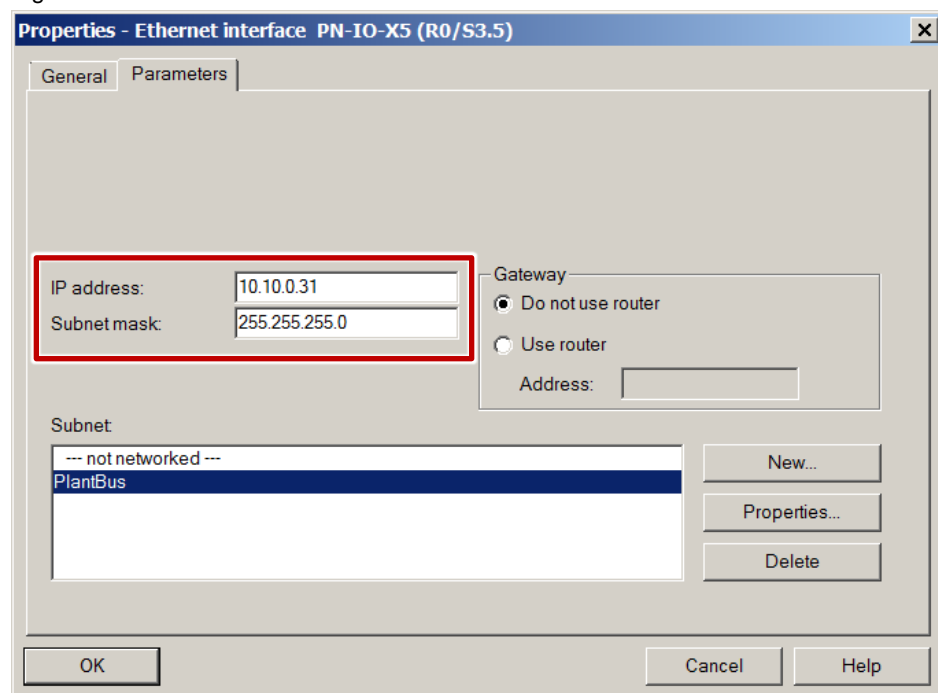 Properties - Ethernet interface PN-IO-X5 (R0/S3.5)
General Parameters
IP address: 10.10.0.31
Subnet mask: 255.255.255.0
Gateway
Do not use router
Use router
Address:
Subnet:
--- not networked ---
PlantBus
New...
Properties...
Delete
OK Cancel Help